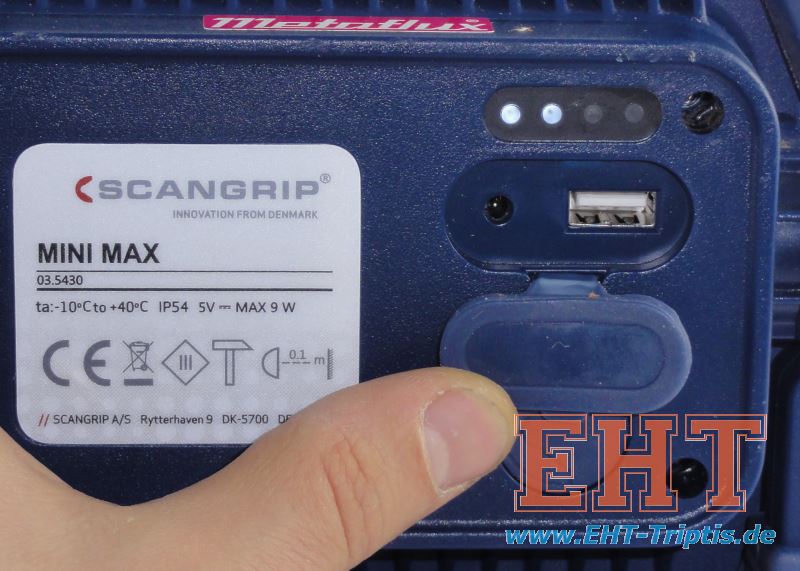 Metaflux®
SCANGRIP®
INNOVATION FROM DENMARK
MINI MAX
03.5430
ta:-10°C to +40°C IP54 5V ⎓ MAX 9 W
CE III 0.1 m
// SCANGRIP A/S Rytterhaven 9 DK-5700
EHT
www.EHT-Triptis.de